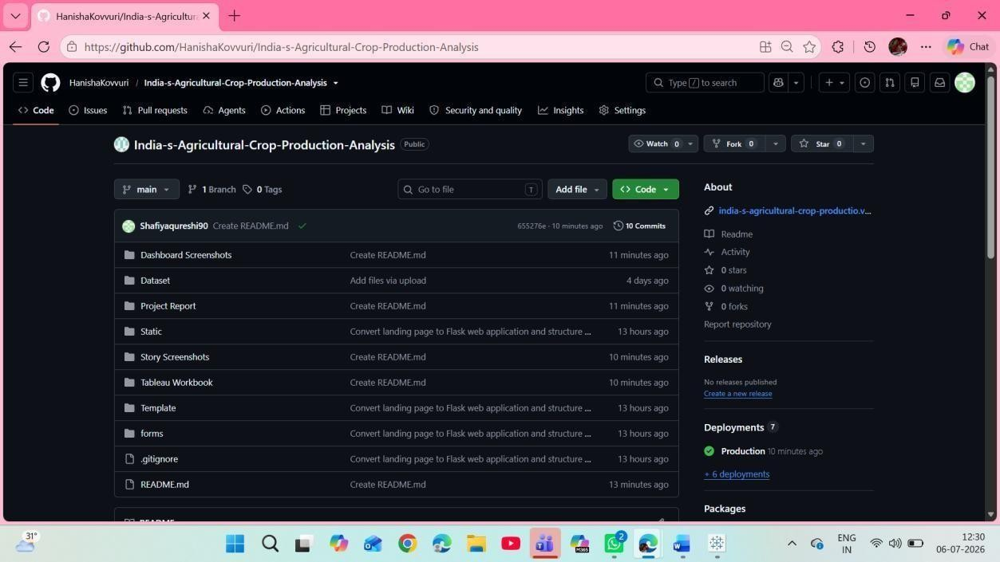 HanishaKovvuri/India-s-Agricultura
https://github.com/HanishaKovvuri/India-s-Agricultural-Crop-Production-Analysis
Chat
HanishaKovvuri / India-s-Agricultural-Crop-Production-Analysis
Type / to search
Code Issues Pull requests Agents Actions Projects Wiki Security and quality Insights Settings
India-s-Agricultural-Crop-Production-Analysis Public
Watch 0 Fork 0 Star 0
main 1 Branch 0 Tags
Go to file T Add file Code
Shafiyaqureshi90 Create README.md 655276e · 10 minutes ago 10 Commits
Dashboard Screenshots Create README.md 11 minutes ago
Dataset Add files via upload 4 days ago
Project Report Create README.md 11 minutes ago
Static Convert landing page to Flask web application and structure ... 13 hours ago
Story Screenshots Create README.md 10 minutes ago
Tableau Workbook Create README.md 10 minutes ago
Template Convert landing page to Flask web application and structure ... 13 hours ago
forms Convert landing page to Flask web application and structure ... 13 hours ago
.gitignore Convert landing page to Flask web application and structure ... 13 hours ago
README.md Create README.md 13 minutes ago
README
About
india-s-agricultural-crop-productio.v...
Readme
Activity
0 stars
0 watching
0 forks
Report repository
Releases
No releases published
Create a new release
Deployments 7
Production 10 minutes ago
+ 6 deployments
Packages
31°
M365
2
ENG
IN
12:30
06-07-2026